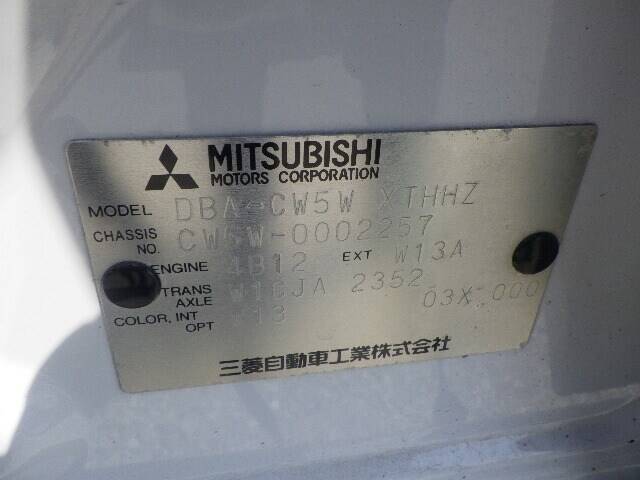 MITSUBISHI
MOTORS CORPORATION
MODEL DBA-CW5W XTHHZ
CHASSIS NO. CW5W-0002257
ENGINE 4B12 EXT W13A
TRANS AXLE W1CJA 2352
COLOR, INT OPT W13 03X 000
三菱自動車工業株式会社